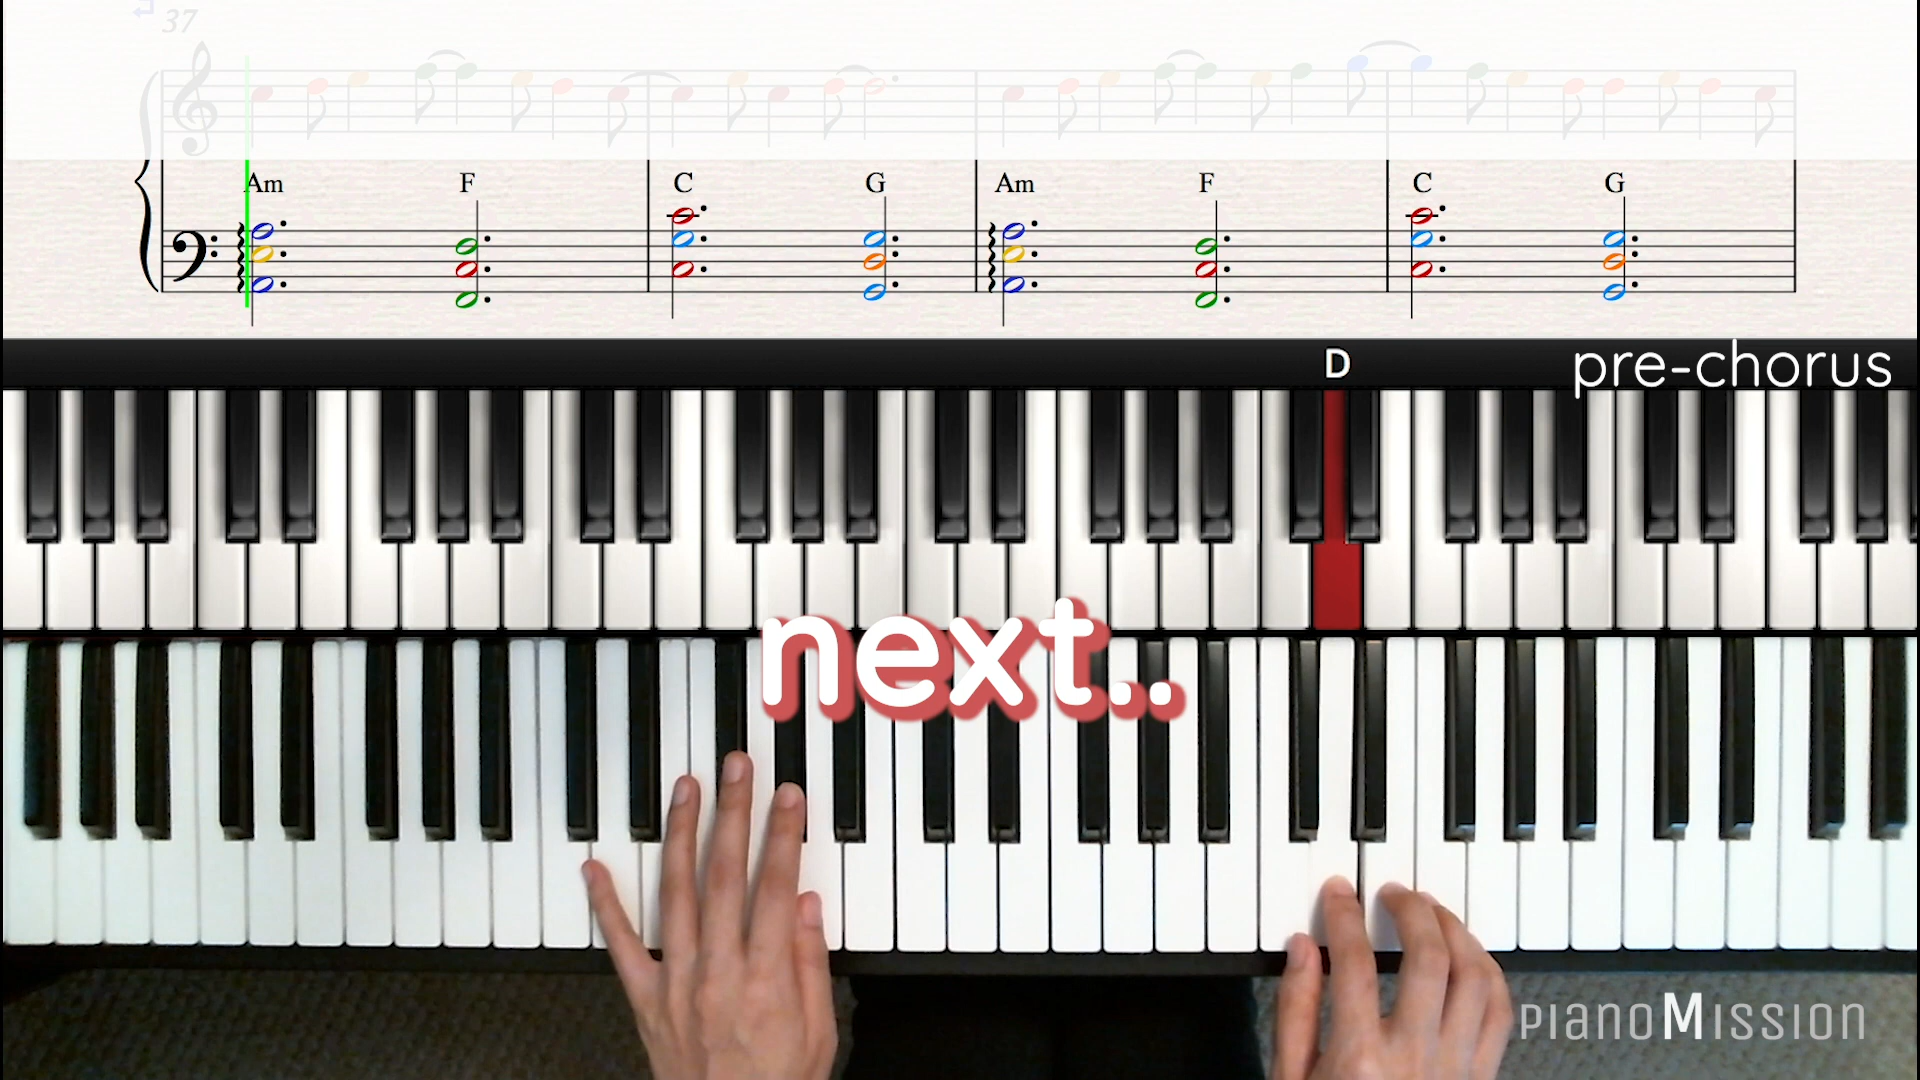 37
Am F C G Am F C G
D
pre-chorus
next..
PIANOMISSION